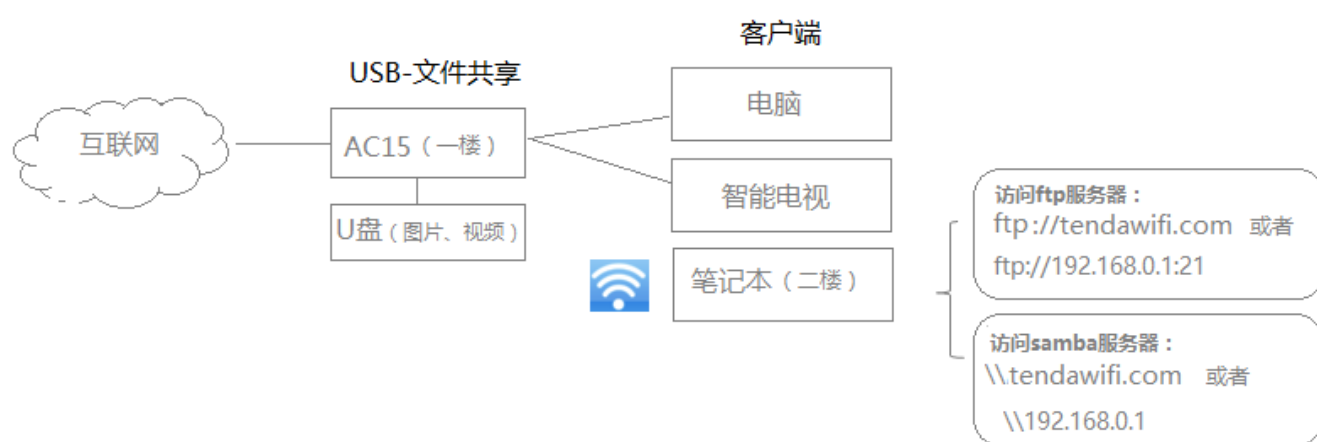 客户端
USB-文件共享
互联网
AC15（一楼）
U盘（图片、视频）
电脑
智能电视
笔记本（二楼）
访问ftp服务器：
ftp://tendawifi.com 或者
ftp://192.168.0.1:21
访问samba服务器：
\\.tendawifi.com 或者
\\192.168.0.1